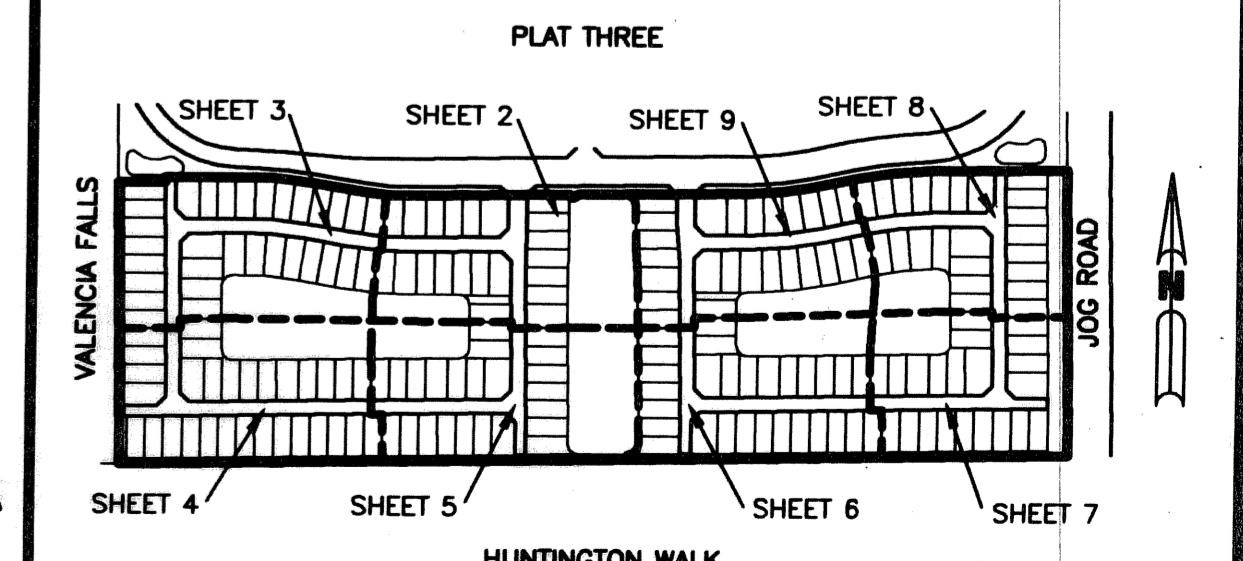 PLAT THREE
SHEET 3
SHEET 2
SHEET 9
SHEET 8
VALENCIA FALLS
JOG ROAD
N
SHEET 4
SHEET 5
SHEET 6
SHEET 7
HUNTINGTON WALK